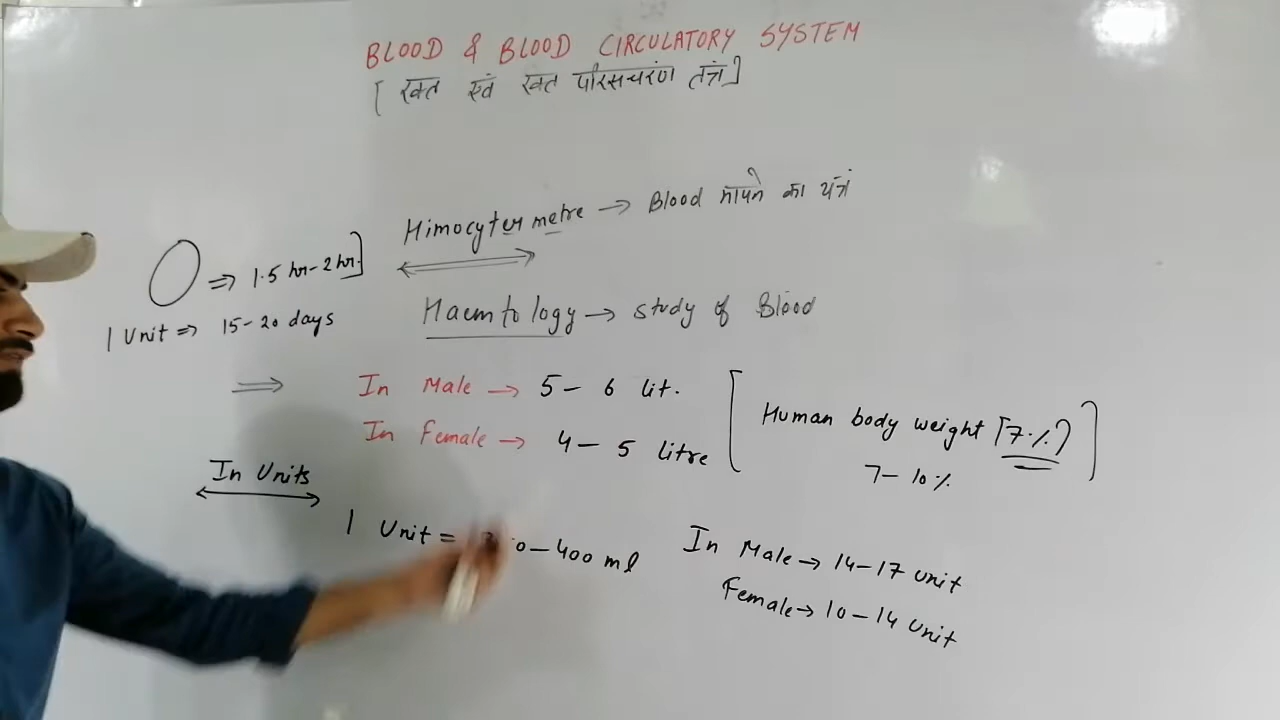 BLOOD & BLOOD CIRCULATORY SYSTEM
[ रक्त एवं रक्त परिसंचरण तंत्र ]
Himocyter metre → Blood मापने का यंत्र
⇒ 1.5 hr-2 hr.]
Haemtology → study of Blood
1 Unit ⇒ 15-20 days
⇒ In Male → 5 - 6 lit.
In Female → 4 - 5 litre
[ Human body weight [7%]
7-10% ]
In Units
1 Unit = -400 ml
In Male → 14-17 unit
Female → 10-14 Unit